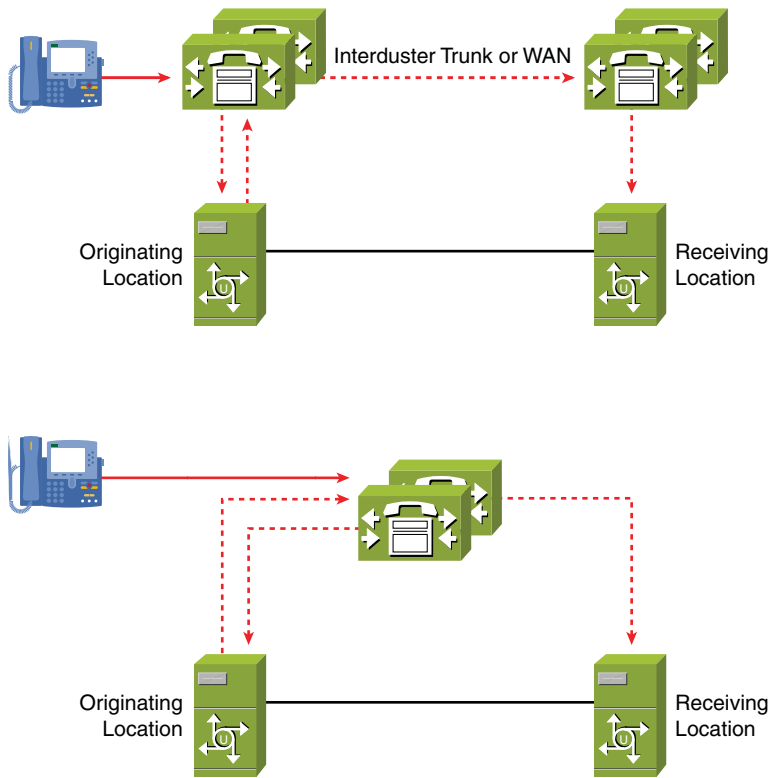 Interduster Trunk or WAN
Originating
Location
Receiving
Location
U
U
Originating
Location
Receiving
Location
U
U